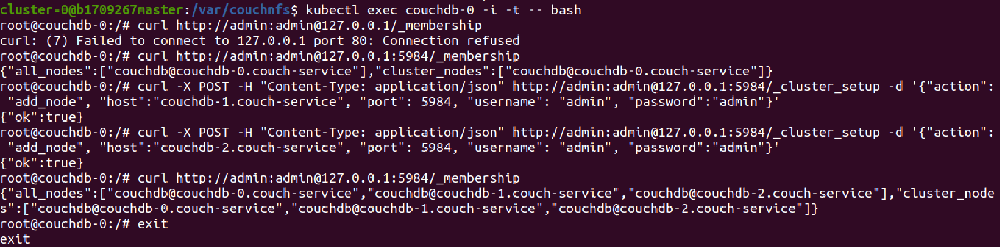 cluster-0@b1709267master:/var/couchnfs$ kubectl exec couchdb-0 -i -t -- bash
root@couchdb-0:/# curl http://admin:admin@127.0.0.1/_membership
curl: (7) Failed to connect to 127.0.0.1 port 80: Connection refused
root@couchdb-0:/# curl http://admin:admin@127.0.0.1:5984/_membership
{"all_nodes":["couchdb@couchdb-0.couch-service"],"cluster_nodes":["couchdb@couchdb-0.couch-service"]}
root@couchdb-0:/# curl -X POST -H "Content-Type: application/json" http://admin:admin@127.0.0.1:5984/_cluster_setup -d '{"action":
 "add_node", "host":"couchdb-1.couch-service", "port": 5984, "username": "admin", "password":"admin"}'
{"ok":true}
root@couchdb-0:/# curl -X POST -H "Content-Type: application/json" http://admin:admin@127.0.0.1:5984/_cluster_setup -d '{"action":
 "add_node", "host":"couchdb-2.couch-service", "port": 5984, "username": "admin", "password":"admin"}'
{"ok":true}
root@couchdb-0:/# curl http://admin:admin@127.0.0.1:5984/_membership
{"all_nodes":["couchdb@couchdb-0.couch-service","couchdb@couchdb-1.couch-service","couchdb@couchdb-2.couch-service"],"cluster_node
s":["couchdb@couchdb-0.couch-service","couchdb@couchdb-1.couch-service","couchdb@couchdb-2.couch-service"]}
root@couchdb-0:/# exit
exit